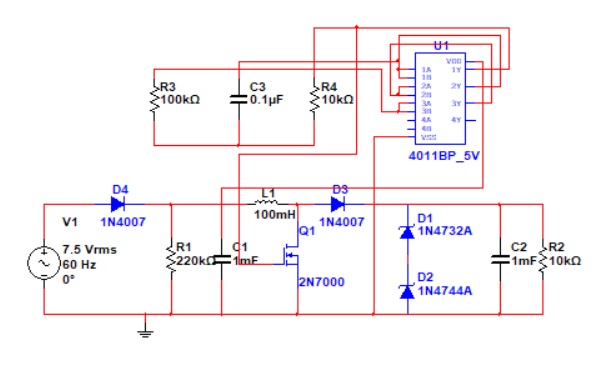 U1
VDD
1A 1Y
1B
2A 2Y
2B
3A 3Y
3B
4A 4Y
4B
VSS
4011BP_5V
R3
100kΩ
C3
0.1µF
R4
10kΩ
D4
1N4007
L1
100mH
D3
1N4007
V1
7.5 Vrms
60 Hz
0°
R1
220kΩ
C1
1mF
Q1
2N7000
D1
1N4732A
D2
1N4744A
C2
1mF
R2
10kΩ